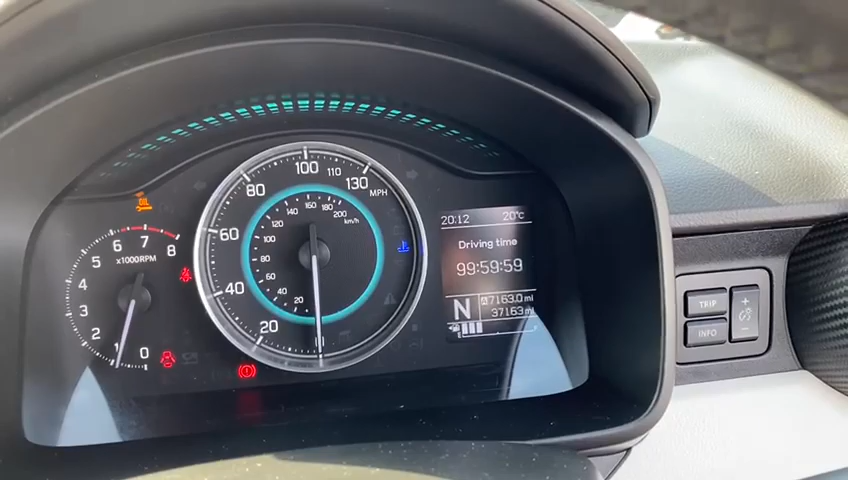 100 110
80 130 MPH
60
40
20
140 160 180
120 200 km/h
100
80
60
40
20
OIL
6 7
5 8
x1000RPM
4
3
2
1 0
20:12 20°C
Driving time
99:59:59
N
A 7163.0 mi
37163 mi
TRIP
INFO
+
-